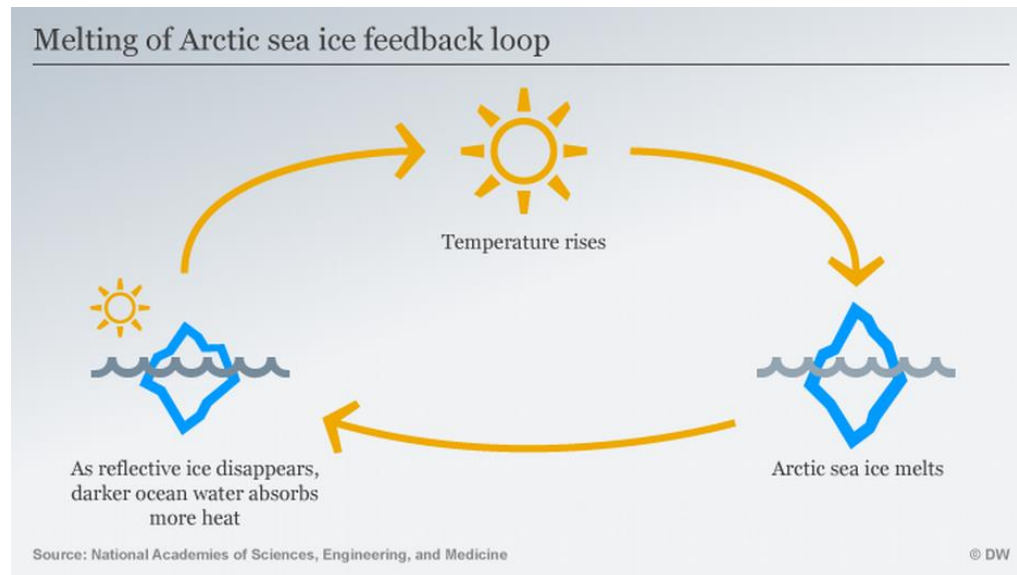 Melting of Arctic sea ice feedback loop
Temperature rises
As reflective ice disappears,
darker ocean water absorbs
more heat
Arctic sea ice melts
Source: National Academies of Sciences, Engineering, and Medicine
© DW